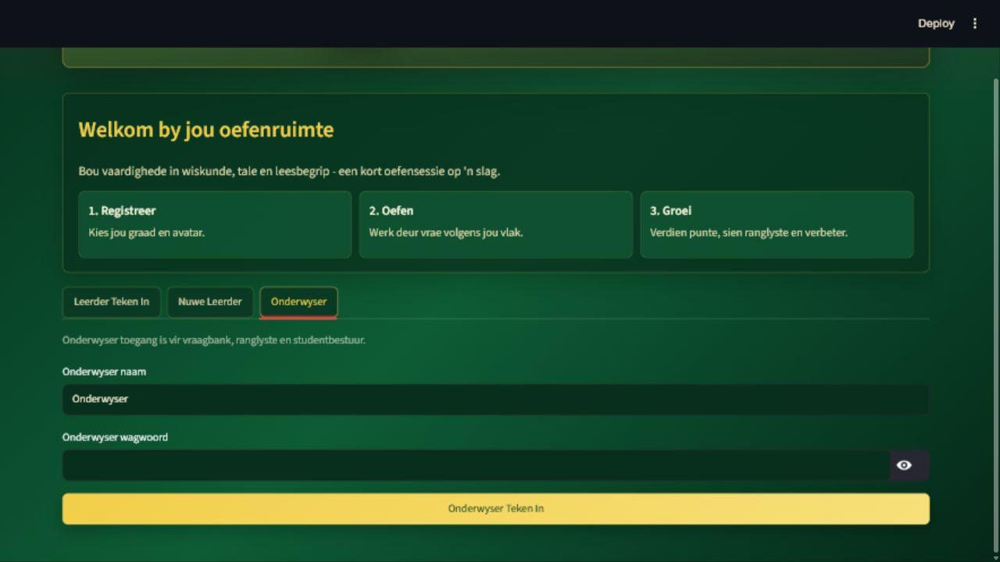 Deploy
Welkom by jou oefenruimte
Bou vaardighede in wiskunde, tale en leesbegrip - een kort oefensessie op 'n slag.
1. Registreer
Kies jou graad en avatar.
2. Oefen
Werk deur vrae volgens jou vlak.
3. Groei
Verdien punte, sien ranglyste en verbeter.
Leerder Teken In
Nuwe Leerder
Onderwyser
Onderwyser toegang is vir vraagbank, ranglyste en studentbestuur.
Onderwyser naam
Onderwyser
Onderwyser wagwoord
Onderwyser Teken In